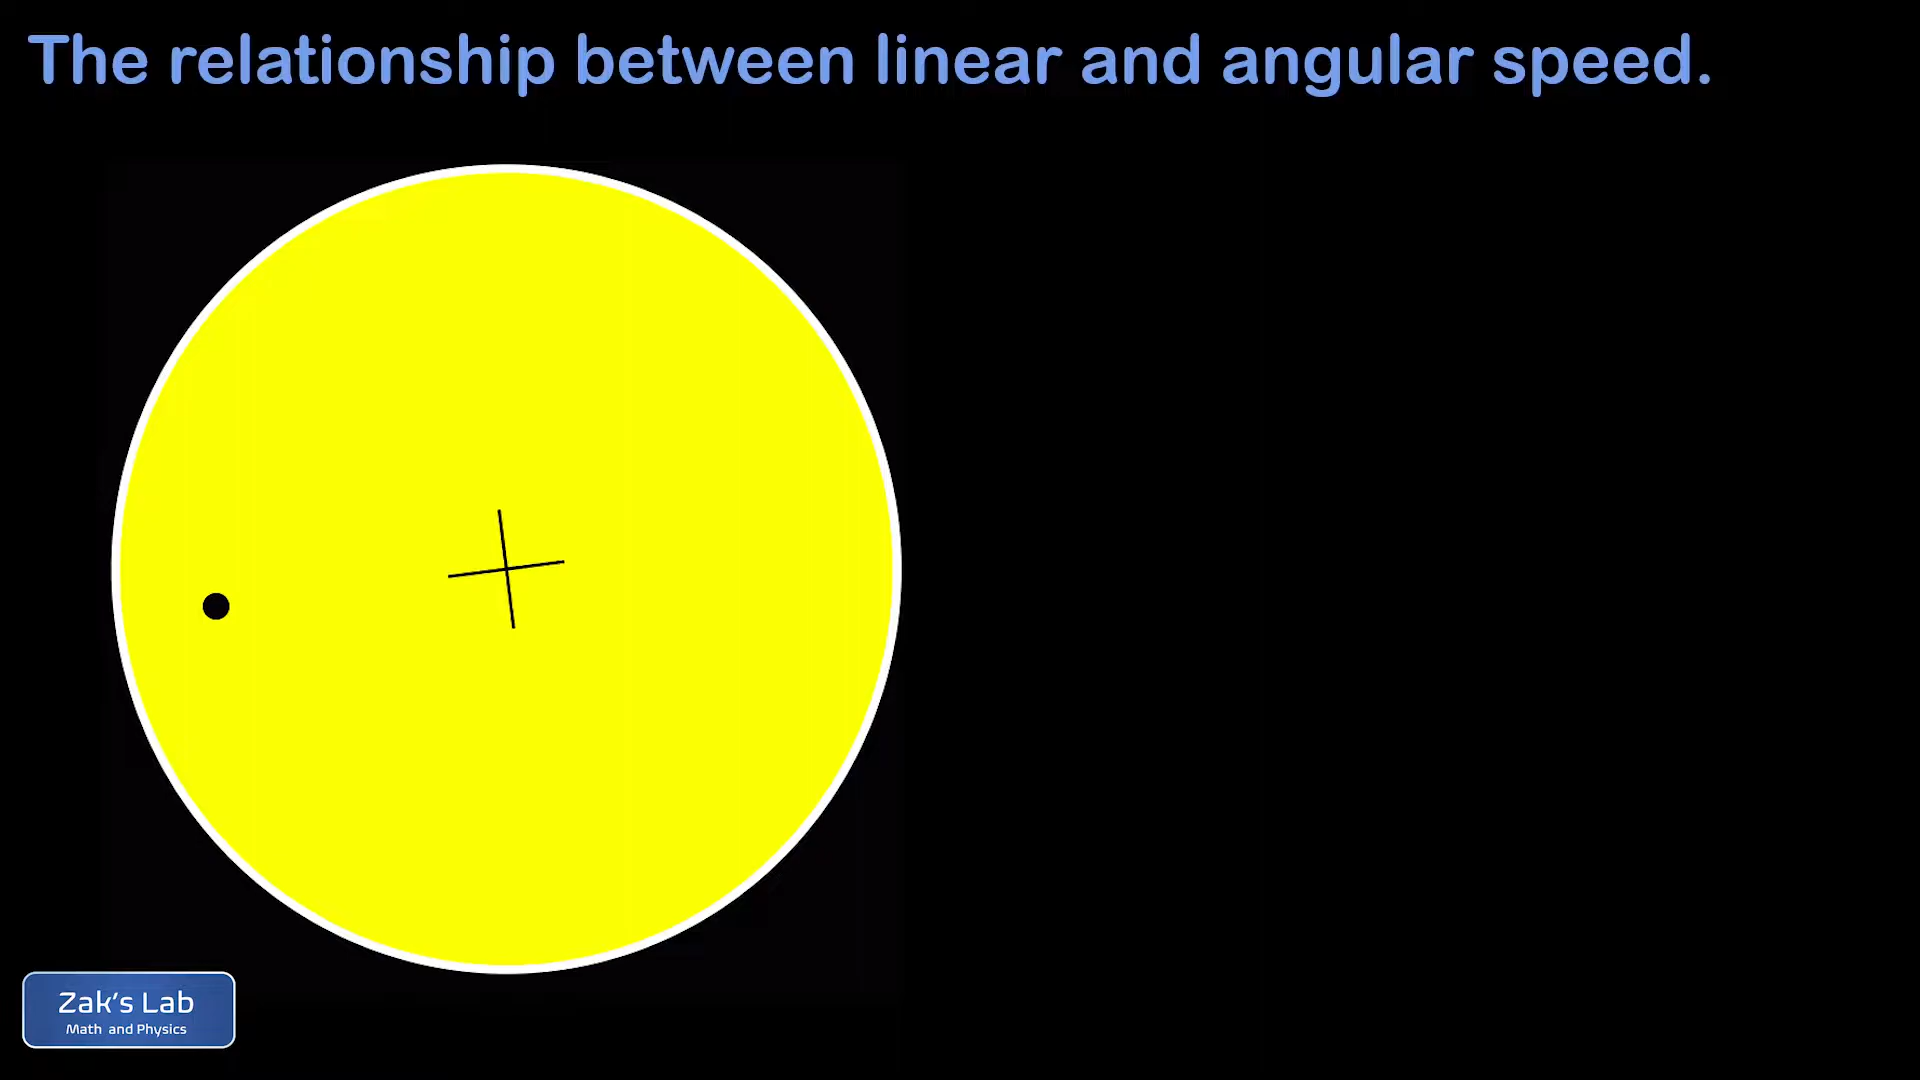 The relationship between linear and angular speed.
Zak's Lab
Math and Physics